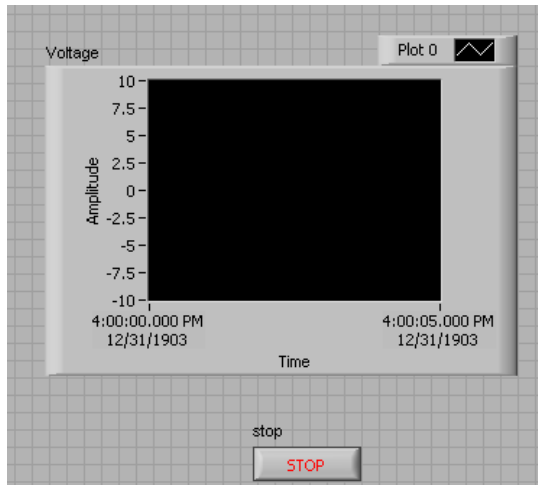 Voltage
Plot 0
10
7.5
5
2.5
0
-2.5
-5
-7.5
-10
Amplitude
4:00:00.000 PM
12/31/1903
4:00:05.000 PM
12/31/1903
Time
stop
STOP